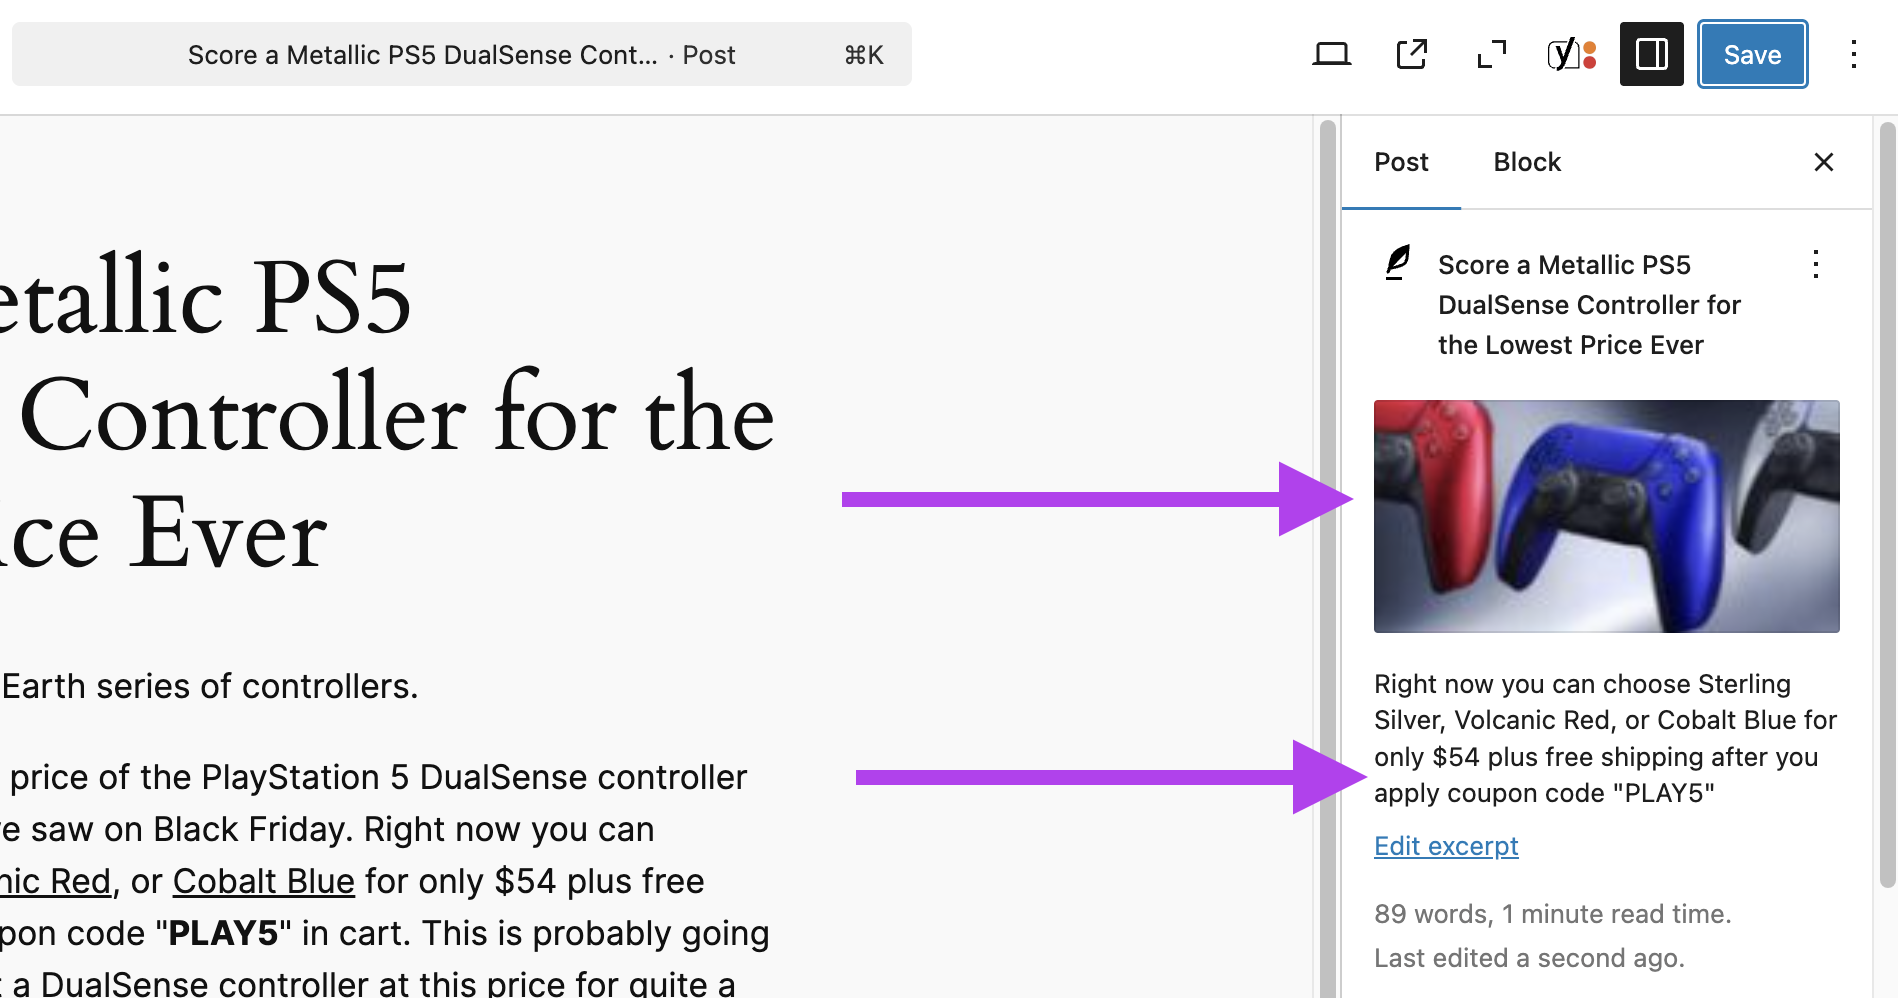 Score a Metallic PS5 DualSense Cont... · Post ⌘K
Save
etallic PS5
Controller for the
ice Ever
Earth series of controllers.
price of the PlayStation 5 DualSense controller
e saw on Black Friday. Right now you can
nic Red, or Cobalt Blue for only $54 plus free
pon code "PLAY5" in cart. This is probably going
t a DualSense controller at this price for quite a
Post Block
Score a Metallic PS5
DualSense Controller for
the Lowest Price Ever
Right now you can choose Sterling
Silver, Volcanic Red, or Cobalt Blue for
only $54 plus free shipping after you
apply coupon code "PLAY5"
Edit excerpt
89 words, 1 minute read time.
Last edited a second ago.